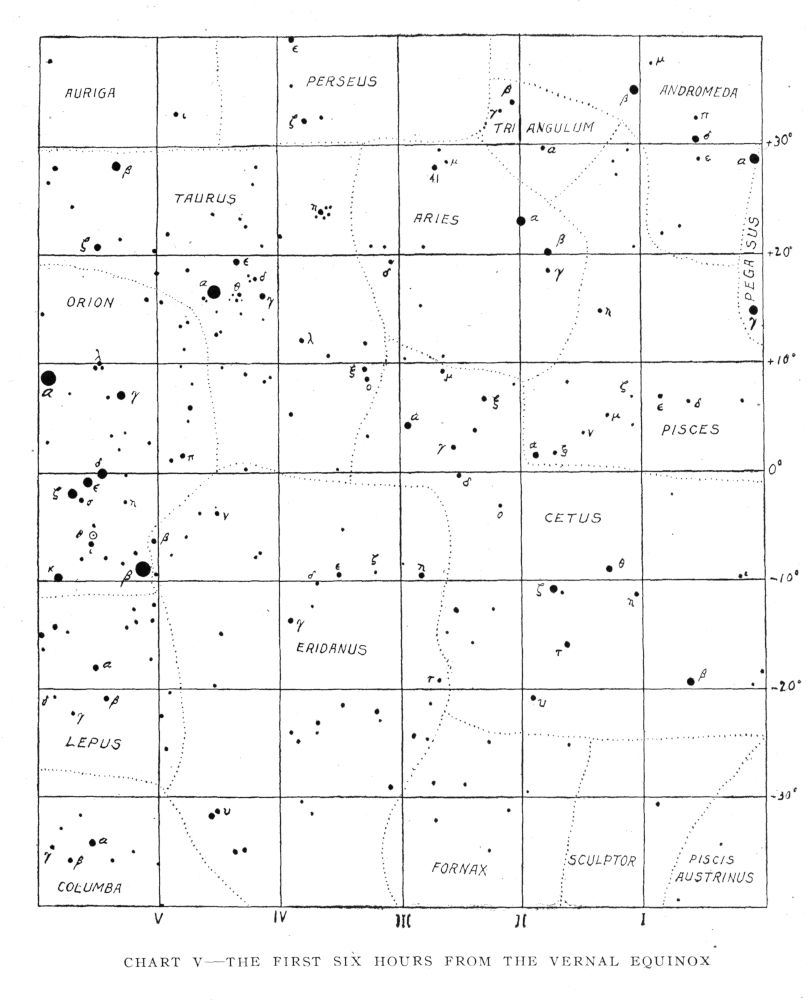 ε
μ
AURIGA
PERSEUS
β
β
ANDROMEDA
ι
ζ
γ
π
TRI ANGULUM
δ
+30°
α
ε
α
β
41
μ
TAURUS
η
ARIES
α
PEGASUS
ζ
β
+20°
ε
δ
γ
α
θ
δ
γ
ORION
η
γ
λ
λ
+10°
α
γ
ξ
ο
μ
ξ
ζ
ε
δ
α
μ
ν
PISCES
γ
π
α
ξ
δ
0°
ζ
ε
σ
η
δ
ν
ο
CETUS
θ
ι
β
κ
β
δ
ε
ζ
η
θ
ι
-10°
ζ
η
γ
ERIDANUS
τ
α
τ
β
-20°
δ
γ
β
υ
LEPUS
-30°
υ
α
γ
β
FORNAX
SCULPTOR
PISCIS
AUSTRINUS
COLUMBA
V
IV
III
II
I
CHART V—THE FIRST SIX HOURS FROM THE VERNAL EQUINOX